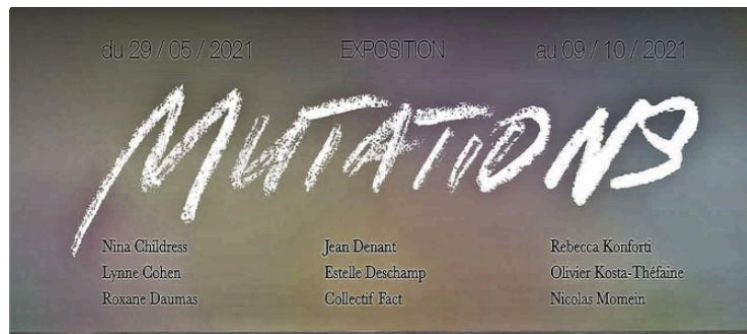 du 29 / 05 / 2021 EXPOSITION au 09 / 10 / 2021
MUTATIONS
Nina Childress Jean Denant Rebecca Konforti
Lynne Cohen Estelle Deschamp Olivier Kosta-Théfaine
Roxane Daumas Collectif Fact Nicolas Momein